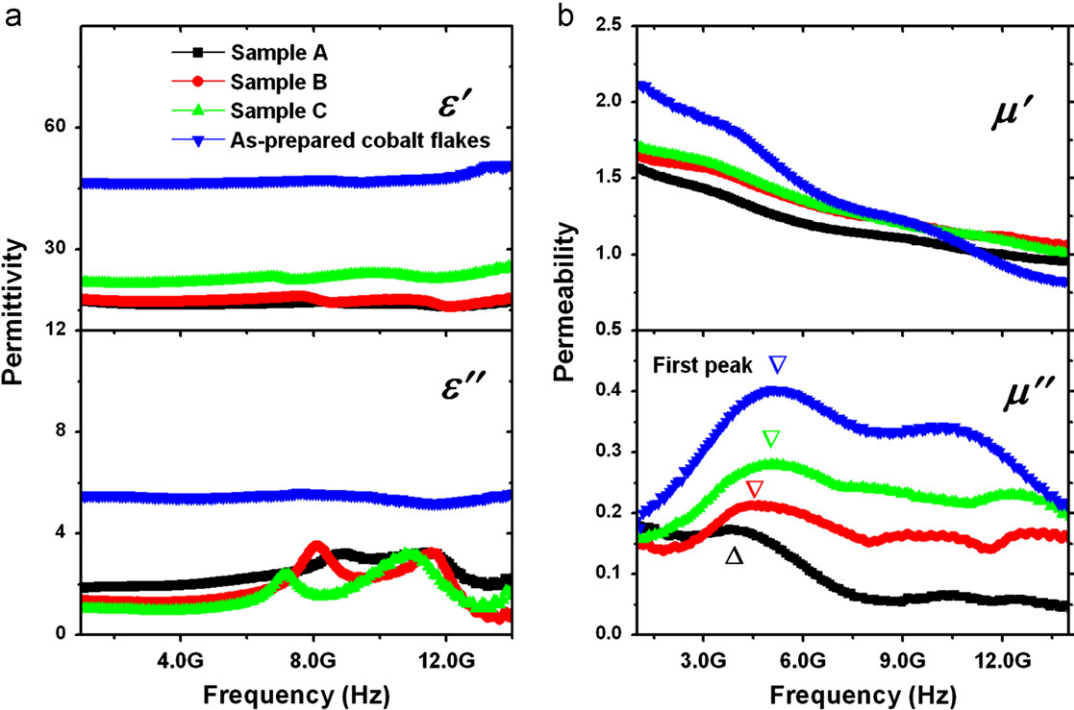 a
Sample A
Sample B
Sample C
As-prepared cobalt flakes
ε′
60
30
12
8
4
0
ε″
Permittivity
4.0G 8.0G 12.0G
Frequency (Hz)
b
μ′
2.5
2.0
1.5
1.0
0.5
First peak
μ″
0.4
0.3
0.2
0.1
0.0
Permeability
3.0G 6.0G 9.0G 12.0G
Frequency (Hz)